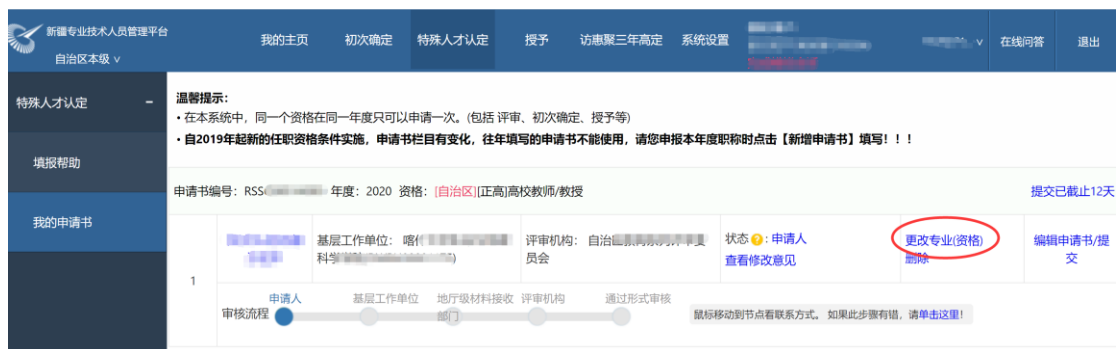 新疆专业技术人员管理平台
自治区本级
我的主页 初次确定 特殊人才认定 授予 访惠聚三年高定 系统设置 在线问答 退出
特殊人才认定
填报帮助
我的申请书
温馨提示：
• 在本系统中，同一个资格在同一年度只可以申请一次。(包括 评审、初次确定、授予等)
• 自2019年起新的任职资格条件实施，申请书栏目有变化，往年填写的申请书不能使用，请您申报本年度职称时点击【新增申请书】填写！！！
申请书编号：RSS 年度：2020 资格：[自治区][正高]高校教师/教授 提交已截止12天
1
基层工作单位：喀什
科学
评审机构：自治区
员会
状态?:申请人
查看修改意见
更改专业(资格)
删除
编辑申请书/提
交
审核流程
申请人
基层工作单位
地厅级材料接收
部门
评审机构
通过形式审核
鼠标移动到节点看联系方式。 如果此步骤有错，请单击这里!